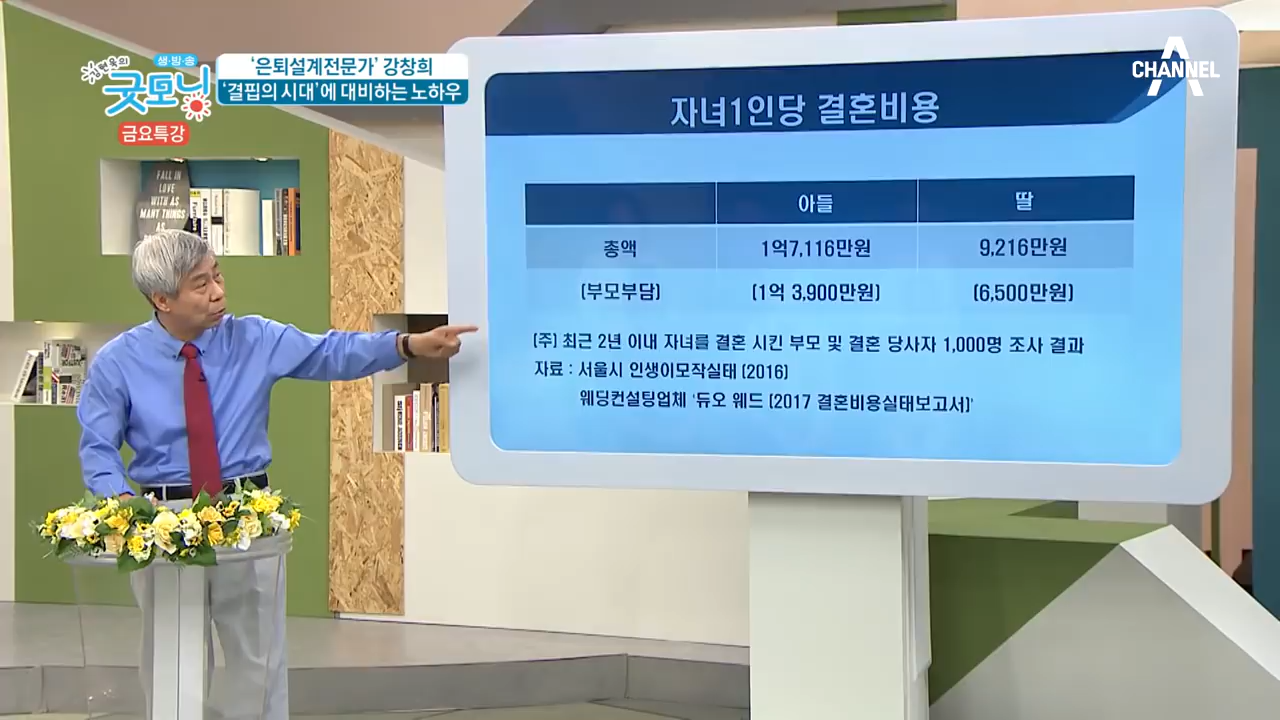 생·방·송
굿모닝
금요특강
‘은퇴설계전문가’ 강창희
‘결핍의 시대’에 대비하는 노하우
CHANNEL A
FALL IN
LOVE
WITH AS
MANY THINGS
자녀1인당 결혼비용
아들 딸
총액 1억7,116만원 9,216만원
(부모부담) (1억 3,900만원) (6,500만원)
(주) 최근 2년 이내 자녀를 결혼 시킨 부모 및 결혼 당사자 1,000명 조사 결과
자료 : 서울시 인생이모작실태 (2016)
웨딩컨설팅업체 ‘듀오 웨드 (2017 결혼비용실태보고서)’